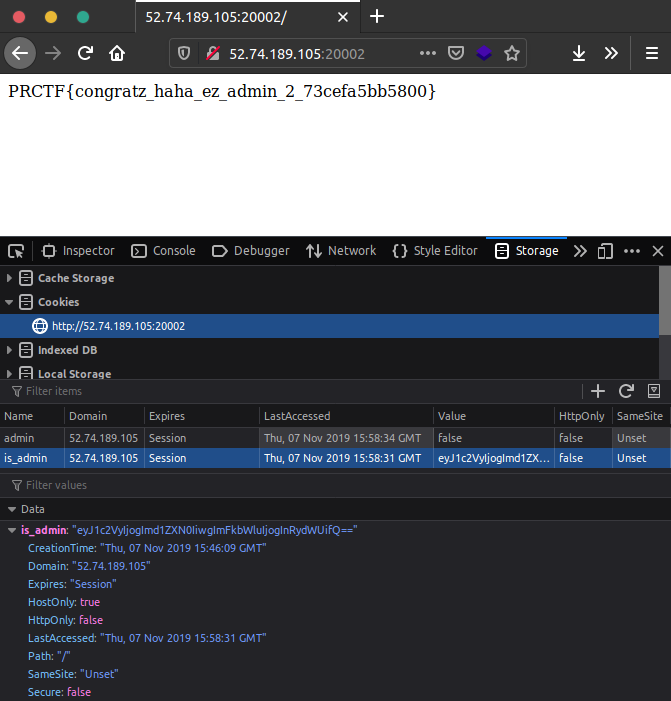 52.74.189.105:20002/
52.74.189.105:20002
PRCTF{congratz_haha_ez_admin_2_73cefa5bb5800}
Inspector Console Debugger Network Style Editor Storage
Cache Storage
Cookies
http://52.74.189.105:20002
Indexed DB
Local Storage
Filter items
Name Domain Expires LastAccessed Value HttpOnly SameSite
admin 52.74.189.105 Session Thu, 07 Nov 2019 15:58:34 GMT false false Unset
is_admin 52.74.189.105 Session Thu, 07 Nov 2019 15:58:31 GMT eyJ1c2VyIjogImd1ZX... false Unset
Filter values
Data
is_admin: "eyJ1c2VyIjogImd1ZXN0IiwgImFkbWluIjogInRydWUifQ=="
CreationTime: "Thu, 07 Nov 2019 15:46:09 GMT"
Domain: "52.74.189.105"
Expires: "Session"
HostOnly: true
HttpOnly: false
LastAccessed: "Thu, 07 Nov 2019 15:58:31 GMT"
Path: "/"
SameSite: "Unset"
Secure: false